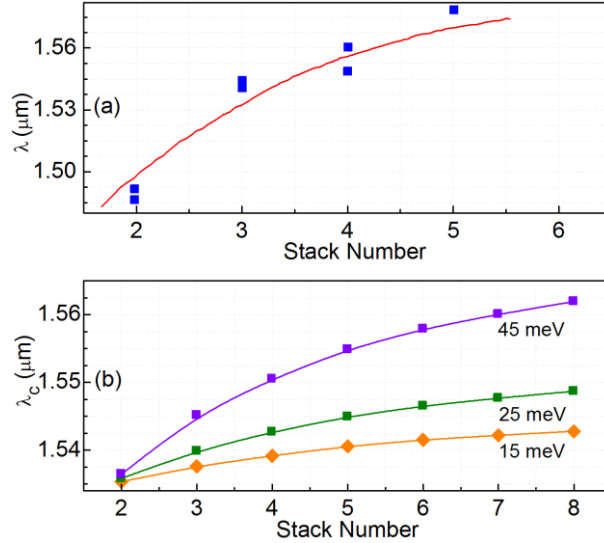 1.56
1.53
1.50
λ (μm)
(a)
2 3 4 5 6
Stack Number
1.56
1.55
1.54
λc (μm)
(b)
45 meV
25 meV
15 meV
2 3 4 5 6 7 8
Stack Number